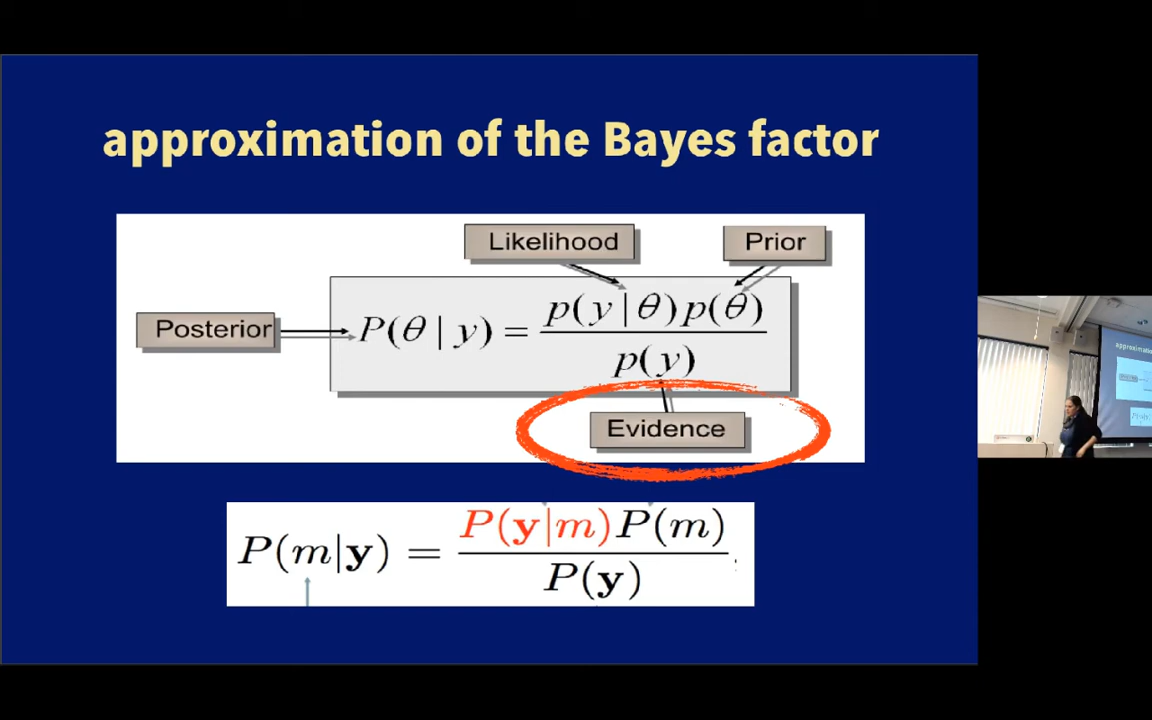 approximation of the Bayes factor
Likelihood
Prior
Posterior
P(θ | y) = p(y | θ) p(θ) / p(y)
Evidence
P(m|y) = P(y|m)P(m) / P(y)